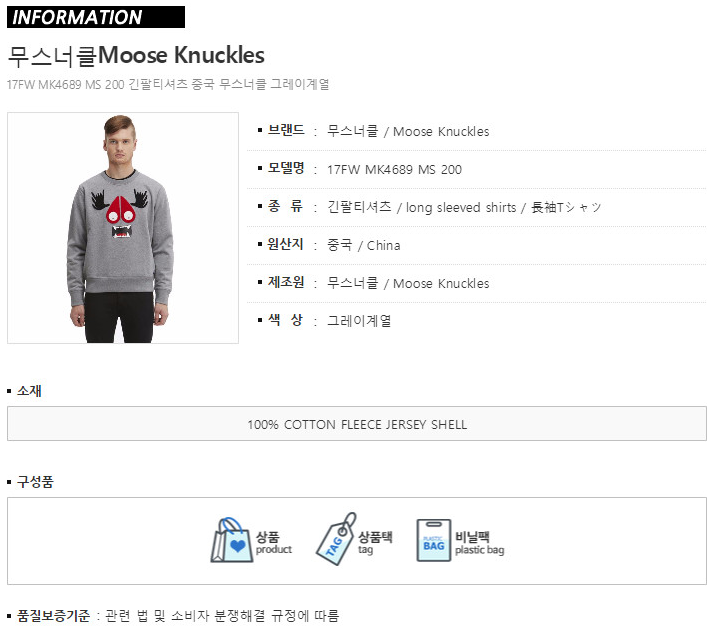 INFORMATION
무스너클Moose Knuckles
17FW MK4689 MS 200 긴팔티셔츠 중국 무스너클 그레이계열
▪ 브랜드 : 무스너클 / Moose Knuckles
▪ 모델명 : 17FW MK4689 MS 200
▪ 종 류 : 긴팔티셔츠 / long sleeved shirts / 長袖Tシャツ
▪ 원산지 : 중국 / China
▪ 제조원 : 무스너클 / Moose Knuckles
▪ 색 상 : 그레이계열
▪ 소재
100% COTTON FLEECE JERSEY SHELL
▪ 구성품
상품
product
TAG
상품택
tag
PLASTIC
BAG
비닐팩
plastic bag
▪ 품질보증기준 : 관련 법 및 소비자 분쟁해결 규정에 따름